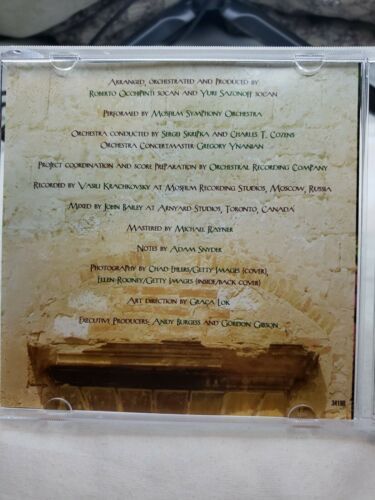 Arranged, orchestrated and Produced by
Roberto Occhipinti socan and Yuri Sazonoff socan
Performed by Mosfilm Symphony Orchestra
Orchestra conducted by Sergei Skripka and Charles T. Cozens
Orchestra Concertmaster-Gregory Ynanbian
Project coordination and score Preparation by Orchestral Recording Company
Recorded by Vasili Krachkovsky at Mosfilm Recording Studios, Moscow, Russia
Mixed by John Bailey at Arnyard Studios, Toronto, Canada
Mastered by Michael Rayner
Notes by Adam Snyder
Photography by Chad Ehlers/Getty Images (cover),
Ellen-Rooney/Getty Images (inside/back cover)
Art direction by Graça Lok
Executive Producers: Andy Burgess and Gordon Gibson